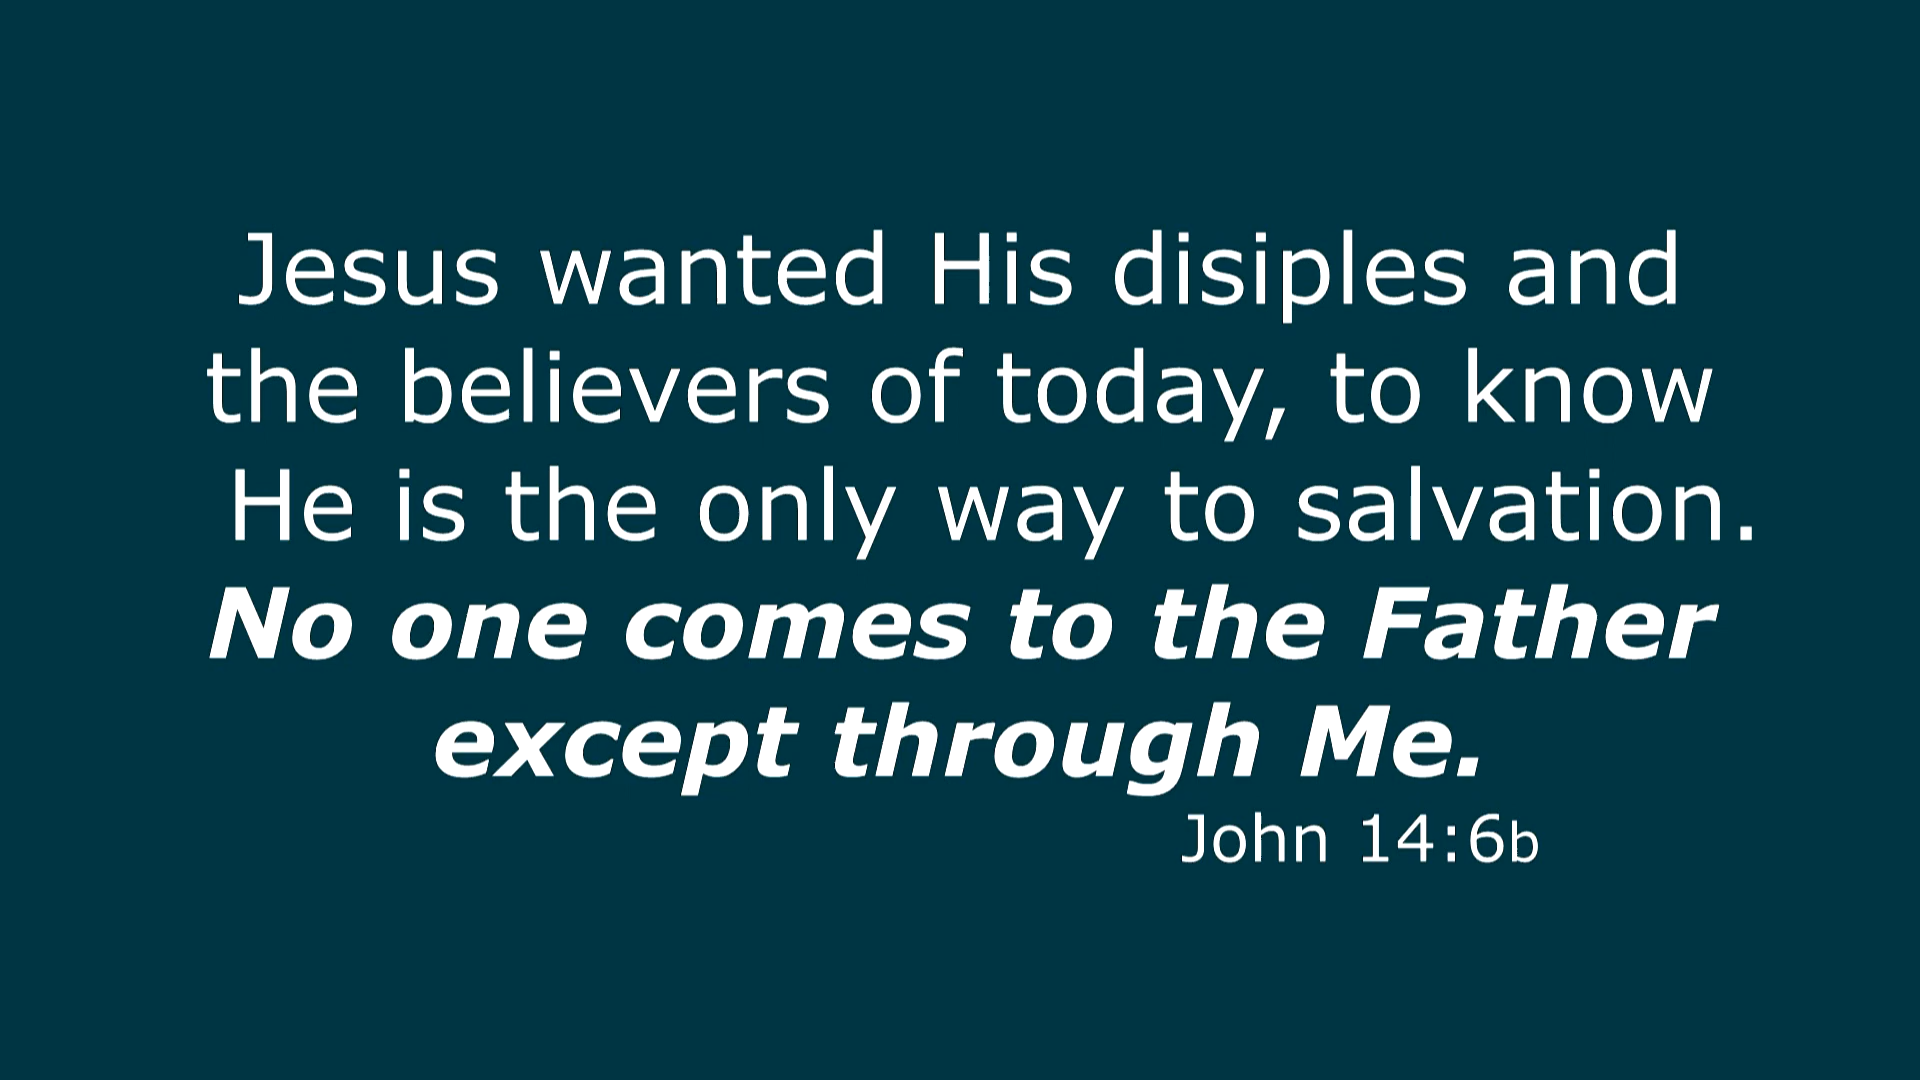 Jesus wanted His disiples and
the believers of today, to know
He is the only way to salvation.
No one comes to the Father
except through Me.
John 14:6b